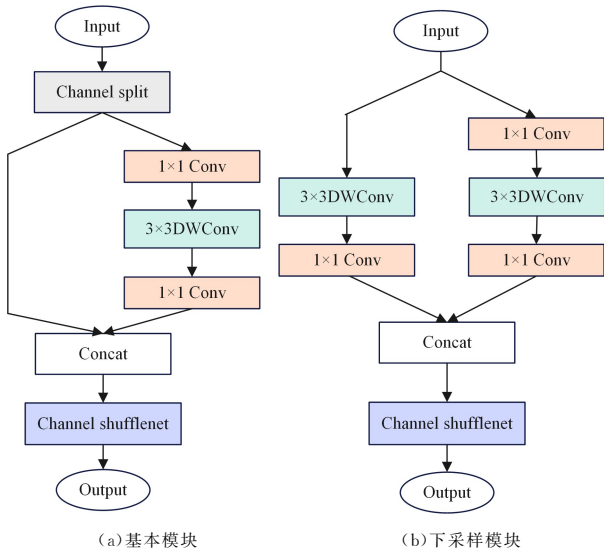 Input
Channel split
1×1 Conv
3×3DWConv
1×1 Conv
Concat
Channel shufflenet
Output
(a)基本模块
Input
1×1 Conv
3×3DWConv
3×3DWConv
1×1 Conv
1×1 Conv
Concat
Channel shufflenet
Output
(b)下采样模块